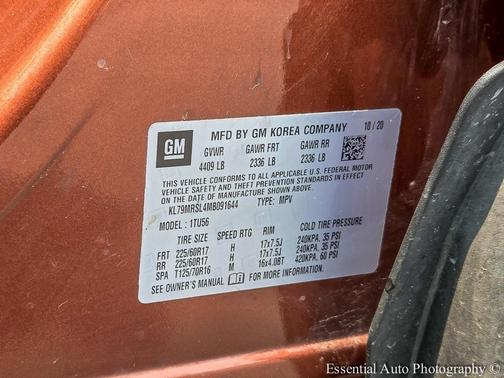 GM
MFD BY GM KOREA COMPANY 10/20
GVWR GAWR FRT GAWR RR
4409 LB 2336 LB 2336 LB
THIS VEHICLE CONFORMS TO ALL APPLICABLE U.S. FEDERAL MOTOR
VEHICLE SAFETY AND THEFT PREVENTION STANDARDS IN EFFECT ON
THE DATE OF MANUFACTURE SHOWN ABOVE.
KL79MRSL4MB091644 TYPE: MPV
MODEL: 1TU56
TIRE SIZE SPEED RTG RIM COLD TIRE PRESSURE
FRT 225/60R17 H 17x7.5J 240KPA, 35 PSI
RR 225/60R17 H 17x7.5J 240KPA, 35 PSI
SPA T125/70R16 M 16x4.0BT 420KPA, 60 PSI
SEE OWNER'S MANUAL FOR MORE INFORMATION.
Essential Auto Photography ©